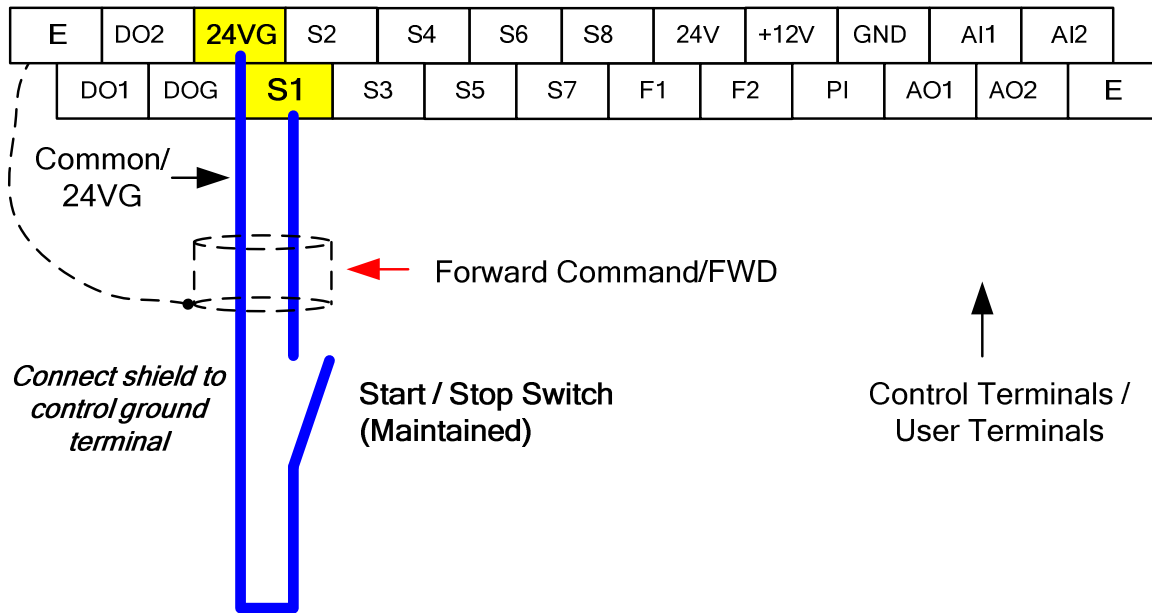 E DO2 24VG S2 S4 S6 S8 24V +12V GND AI1 AI2
DO1 DOG S1 S3 S5 S7 F1 F2 PI AO1 AO2 E
Common/
24VG
Forward Command/FWD
Connect shield to
control ground
terminal
Start / Stop Switch
(Maintained)
Control Terminals /
User Terminals